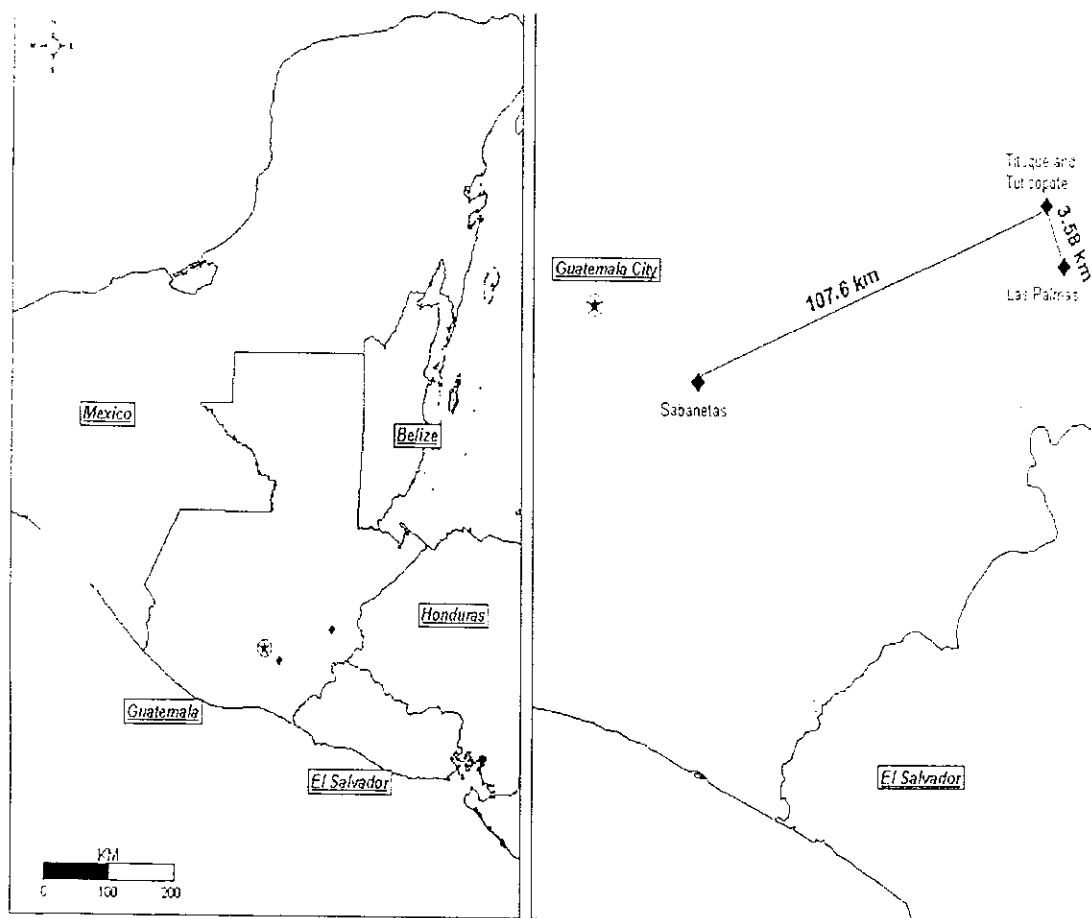 Mexico
Belize
Honduras
Guatemala
El Salvador
KM
0 100 200
Guatemala City
107.6 km
3.58 km
and
Las Palmas
Sabanetas
El Salvador